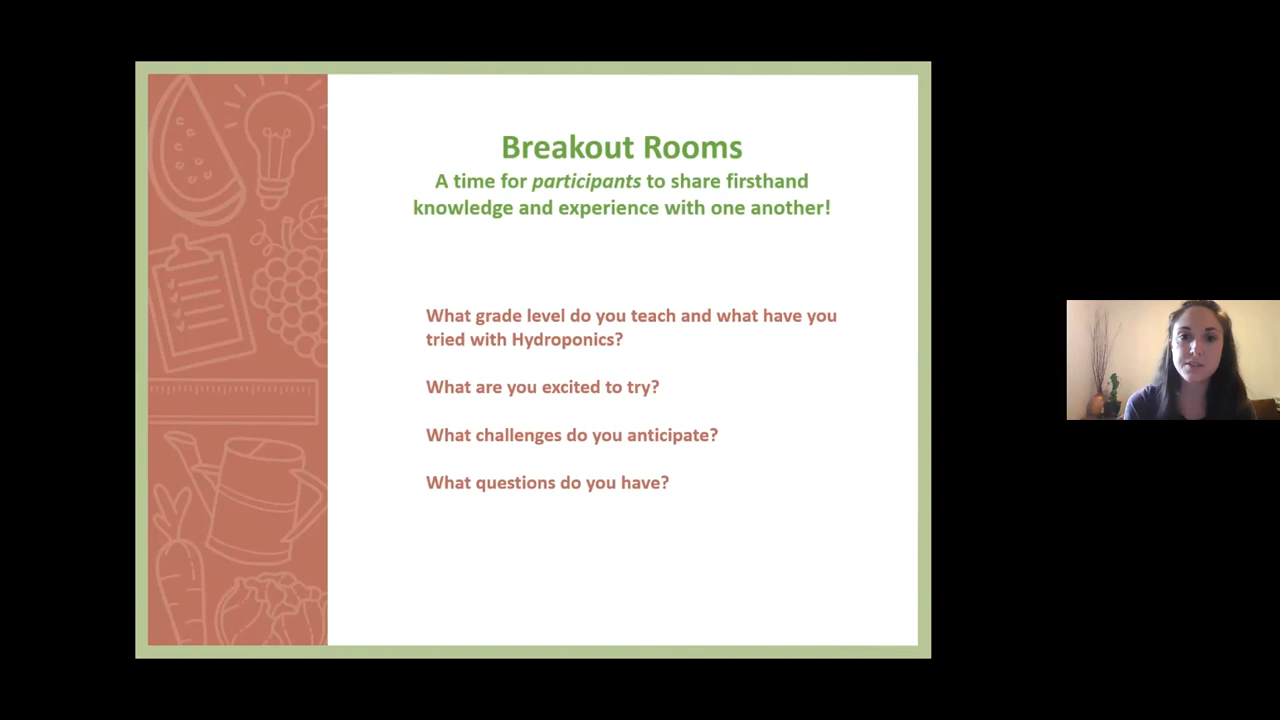 Breakout Rooms
A time for participants to share firsthand
knowledge and experience with one another!
What grade level do you teach and what have you
tried with Hydroponics?
What are you excited to try?
What challenges do you anticipate?
What questions do you have?